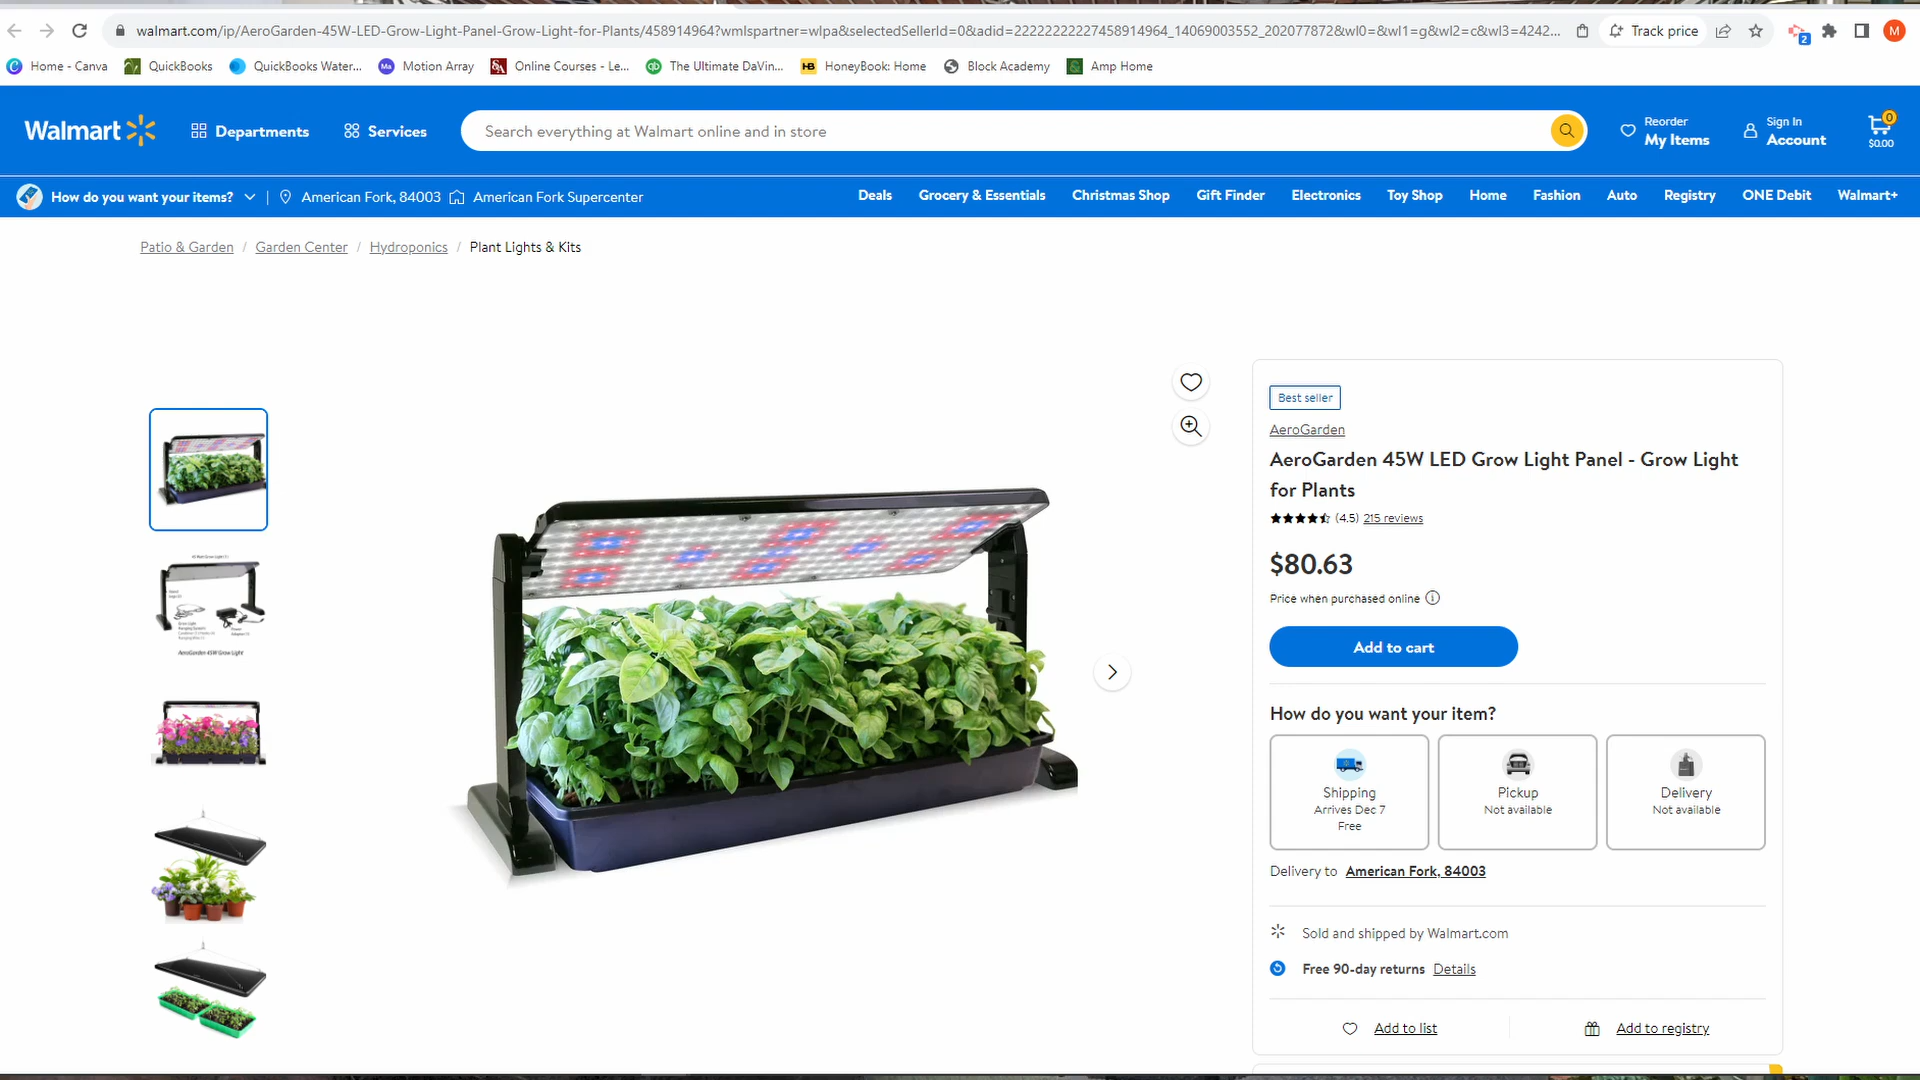 walmart.com/ip/AeroGarden-45W-LED-Grow-Light-Panel-Grow-Light-for-Plants/458914964?wmlspartner=wlpa&selectedSellerId=0&adid=22222222227458914964_14069003552_202077872&wl0=&wl1=g&wl2=c&wl3=4242...
Track price
2
M
Home - Canva
QuickBooks
QuickBooks Water...
Ma
Motion Array
Online Courses - Le...
qb
The Ultimate DaVin...
HB
HoneyBook: Home
Block Academy
Amp Home
Walmart
Departments
Services
Search everything at Walmart online and in store
Reorder
My Items
Sign In
Account
0
$0.00
How do you want your items?
American Fork, 84003
American Fork Supercenter
Deals
Grocery & Essentials
Christmas Shop
Gift Finder
Electronics
Toy Shop
Home
Fashion
Auto
Registry
ONE Debit
Walmart+
Patio & Garden / Garden Center / Hydroponics / Plant Lights & Kits
AeroGarden 45W Grow Light
Best seller
AeroGarden
AeroGarden 45W LED Grow Light Panel - Grow Light
for Plants
(4.5) 215 reviews
$80.63
Price when purchased online
Add to cart
How do you want your item?
Shipping
Arrives Dec 7
Free
Pickup
Not available
Delivery
Not available
Delivery to American Fork, 84003
Sold and shipped by Walmart.com
Free 90-day returns Details
Add to list
Add to registry